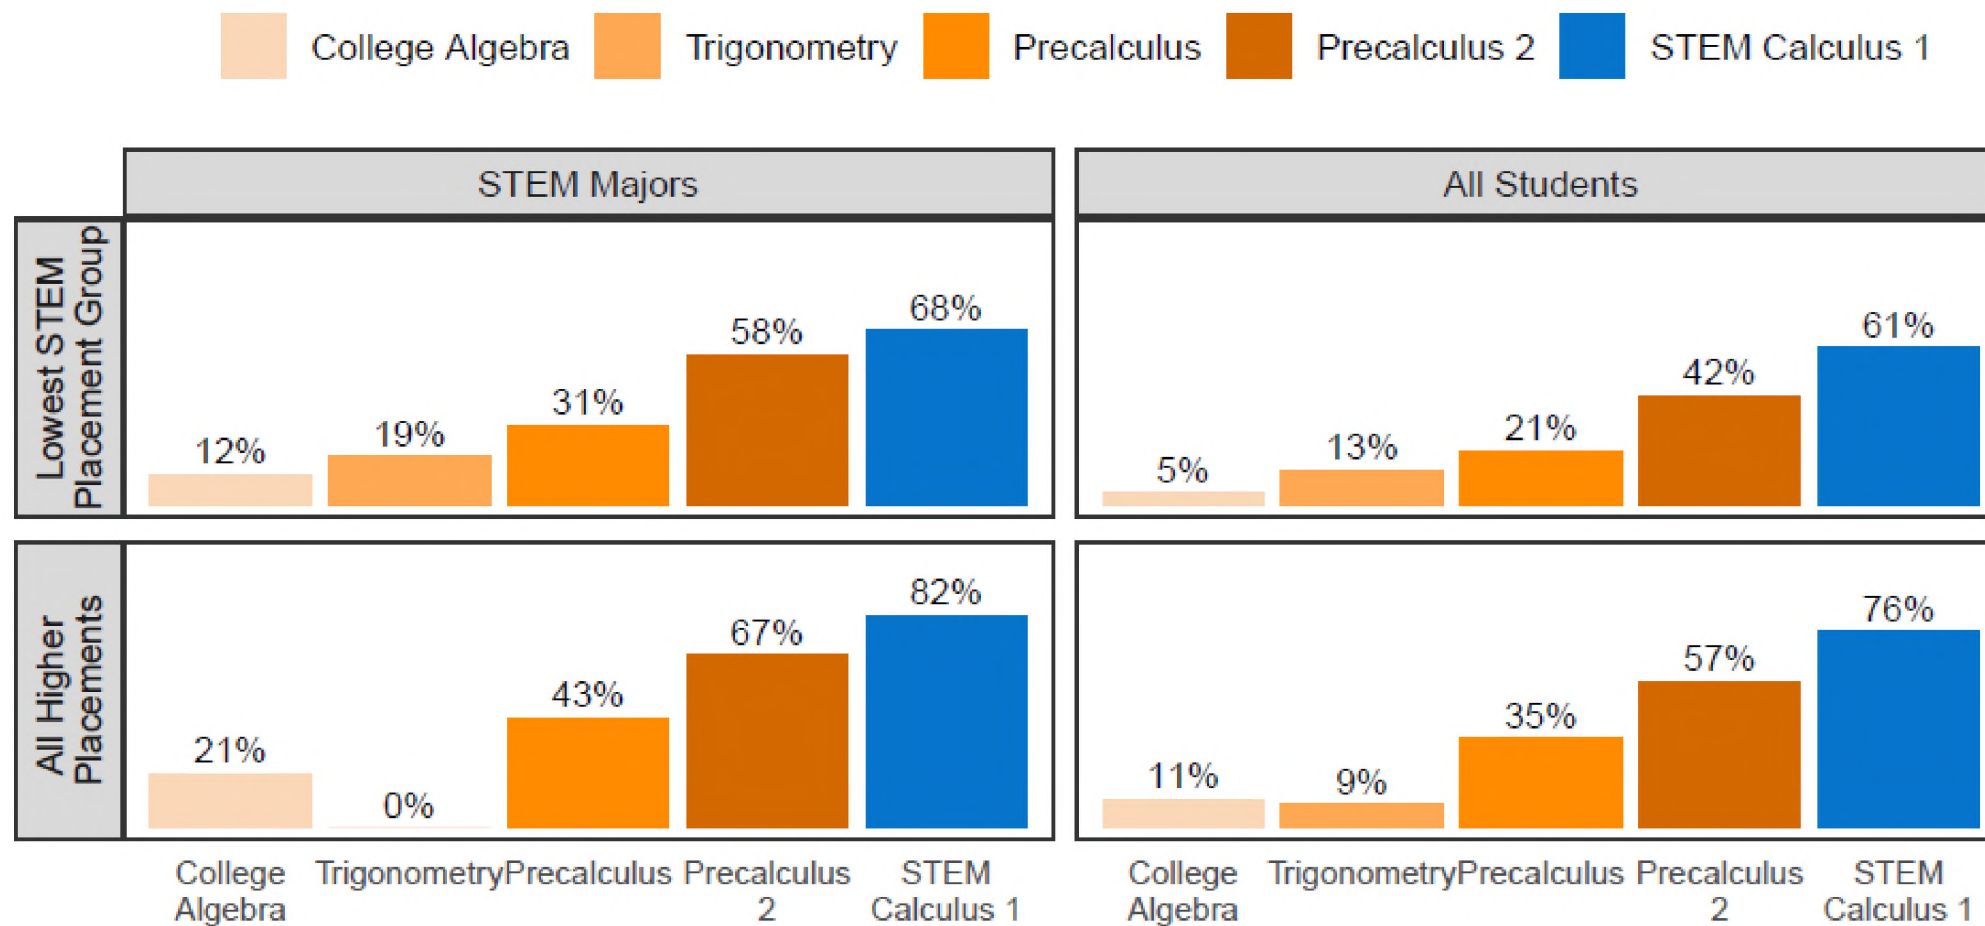 College Algebra Trigonometry Precalculus Precalculus 2 STEM Calculus 1
STEM Majors All Students
Lowest STEM
Placement Group
12% 19% 31% 58% 68%
5% 13% 21% 42% 61%
All Higher
Placements
21% 0% 43% 67% 82%
11% 9% 35% 57% 76%
College Trigonometry Precalculus Precalculus STEM College Trigonometry Precalculus Precalculus STEM
Algebra 2 Calculus 1 Algebra 2 Calculus 1